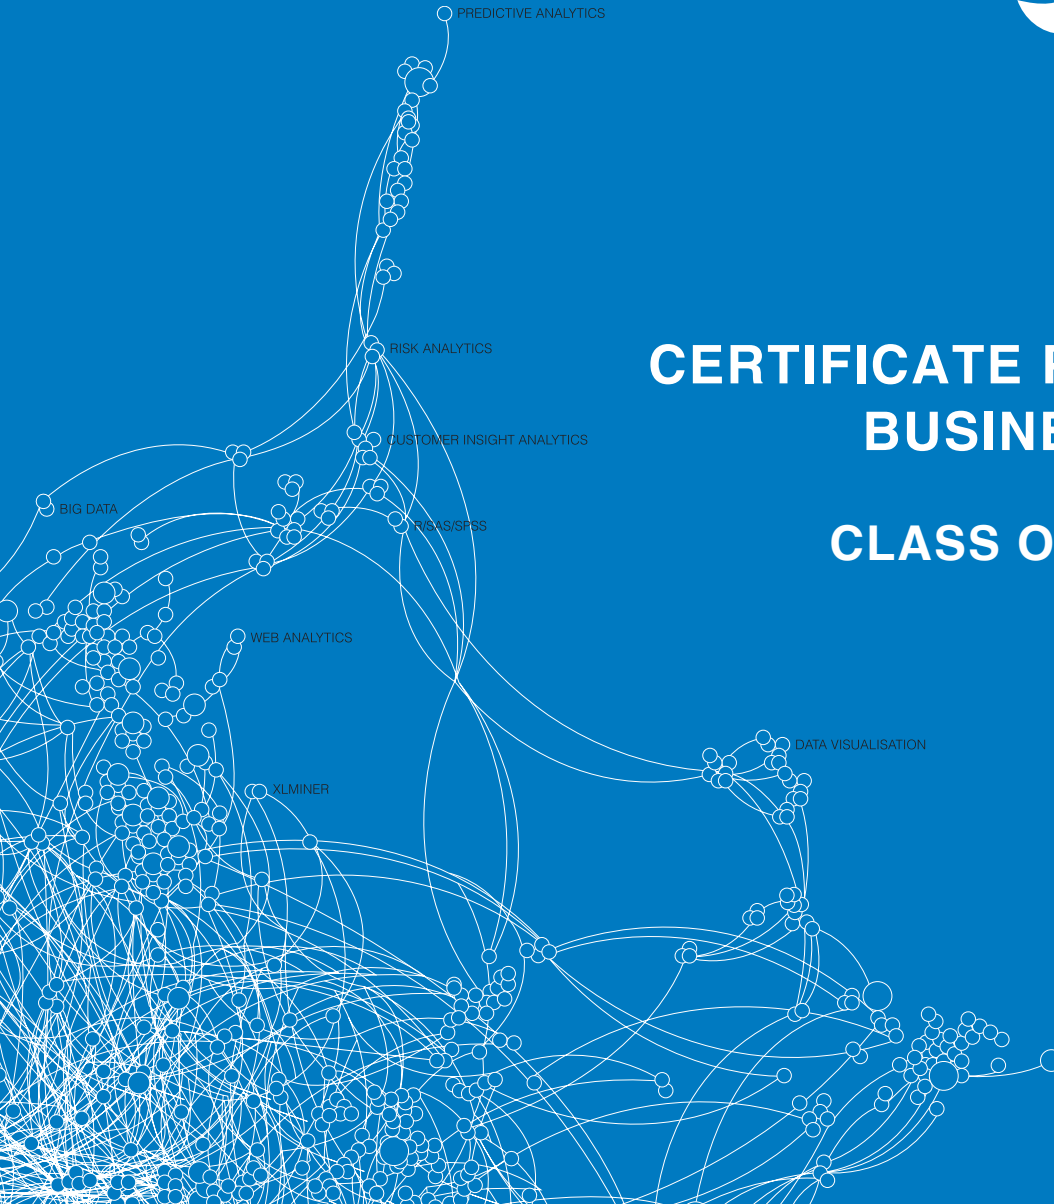 PREDICTIVE ANALYTICS
RISK ANALYTICS
CERTIFICATE
BUSINE
CUSTOMER INSIGHT ANALYTICS
BIG DATA
R/SAS/SPSS
CLASS O
WEB ANALYTICS
DATA VISUALISATION
XLMINER